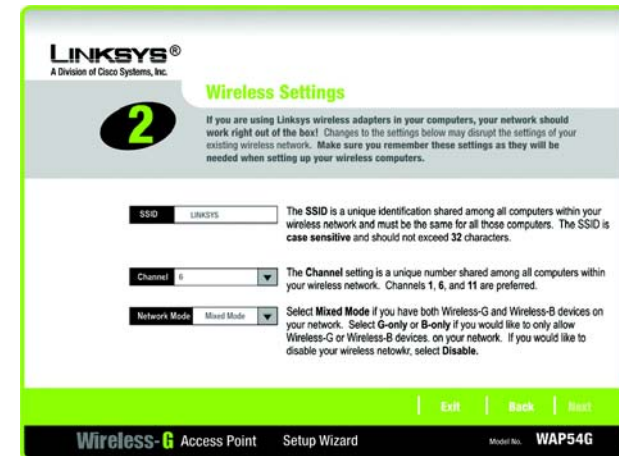 LINKSYS®
A Division of Cisco Systems, Inc.
2
Wireless Settings
If you are using Linksys wireless adapters in your computers, your network should
work right out of the box! Changes to the settings below may disrupt the settings of your
existing wireless network. Make sure you remember these settings as they will be
needed when setting up your wireless computers.
SSID LINKSYS
The SSID is a unique identification shared among all computers within your
wireless network and must be the same for all those computers. The SSID is
case sensitive and should not exceed 32 characters.
Channel 6
The Channel setting is a unique number shared among all computers within
your wireless network. Channels 1, 6, and 11 are preferred.
Network Mode Mixed Mode
Select Mixed Mode if you have both Wireless-G and Wireless-B devices on
your network. Select G-only or B-only if you would like to only allow
Wireless-G or Wireless-B devices. on your network. If you would like to
disable your wireless netowkr, select Disable.
Exit Back Next
Wireless-G Access Point Setup Wizard Model No. WAP54G